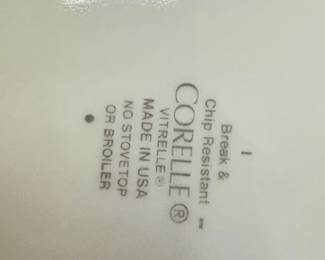 Break &
Chip Resistant
CORELLE®
VITRELLE®
MADE IN USA
NO STOVETOP
OR BROILER